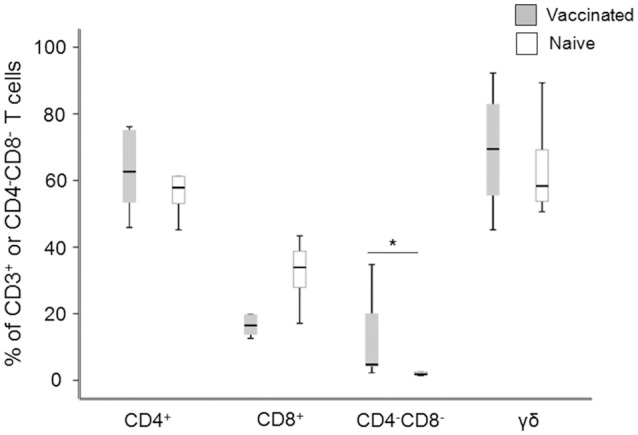 Vaccinated
Naive
% of CD3⁺ or CD4⁻CD8⁻ T cells
100
80
60
40
20
0
*
CD4⁺
CD8⁺
CD4⁻CD8⁻
γδ